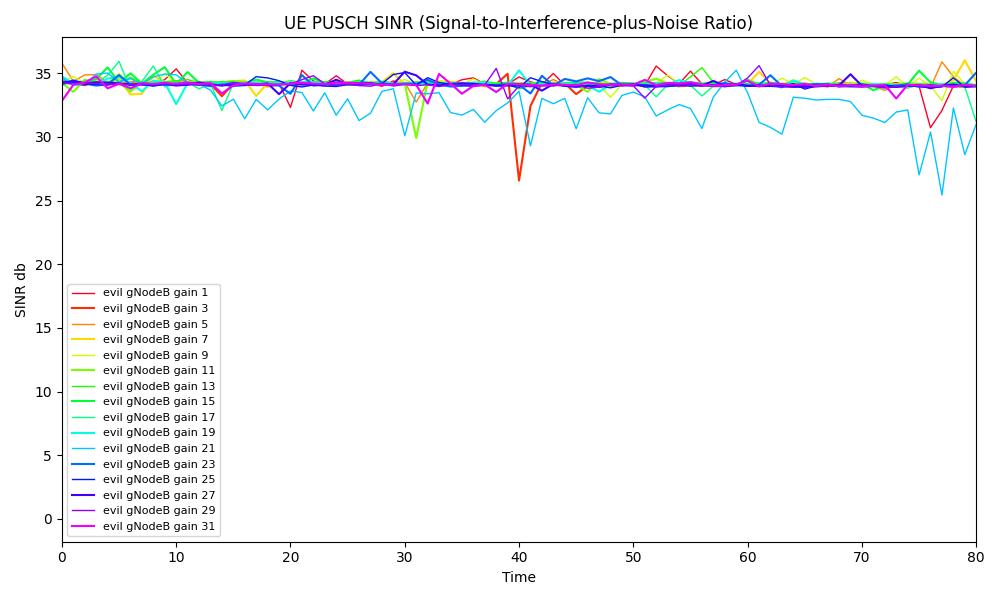 UE PUSCH SINR (Signal-to-Interference-plus-Noise Ratio)
35
30
25
20
15
10
5
0
SINR db
evil gNodeB gain 1
evil gNodeB gain 3
evil gNodeB gain 5
evil gNodeB gain 7
evil gNodeB gain 9
evil gNodeB gain 11
evil gNodeB gain 13
evil gNodeB gain 15
evil gNodeB gain 17
evil gNodeB gain 19
evil gNodeB gain 21
evil gNodeB gain 23
evil gNodeB gain 25
evil gNodeB gain 27
evil gNodeB gain 29
evil gNodeB gain 31
0 10 20 30 40 50 60 70 80
Time